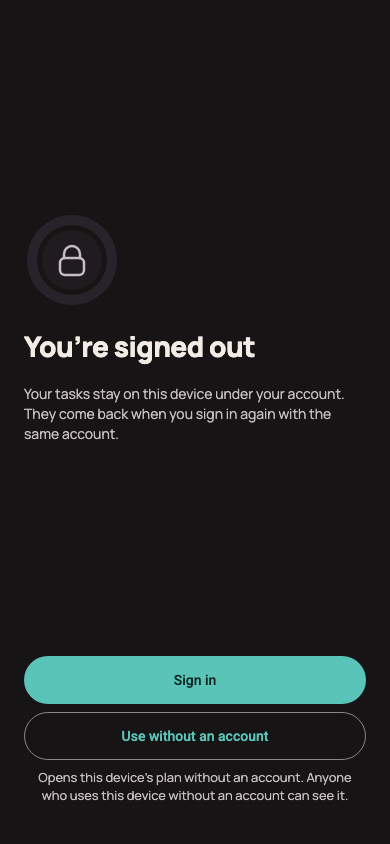 You’re signed out
Your tasks stay on this device under your account.
They come back when you sign in again with the
same account.
Sign in
Use without an account
Opens this device’s plan without an account. Anyone
who uses this device without an account can see it.